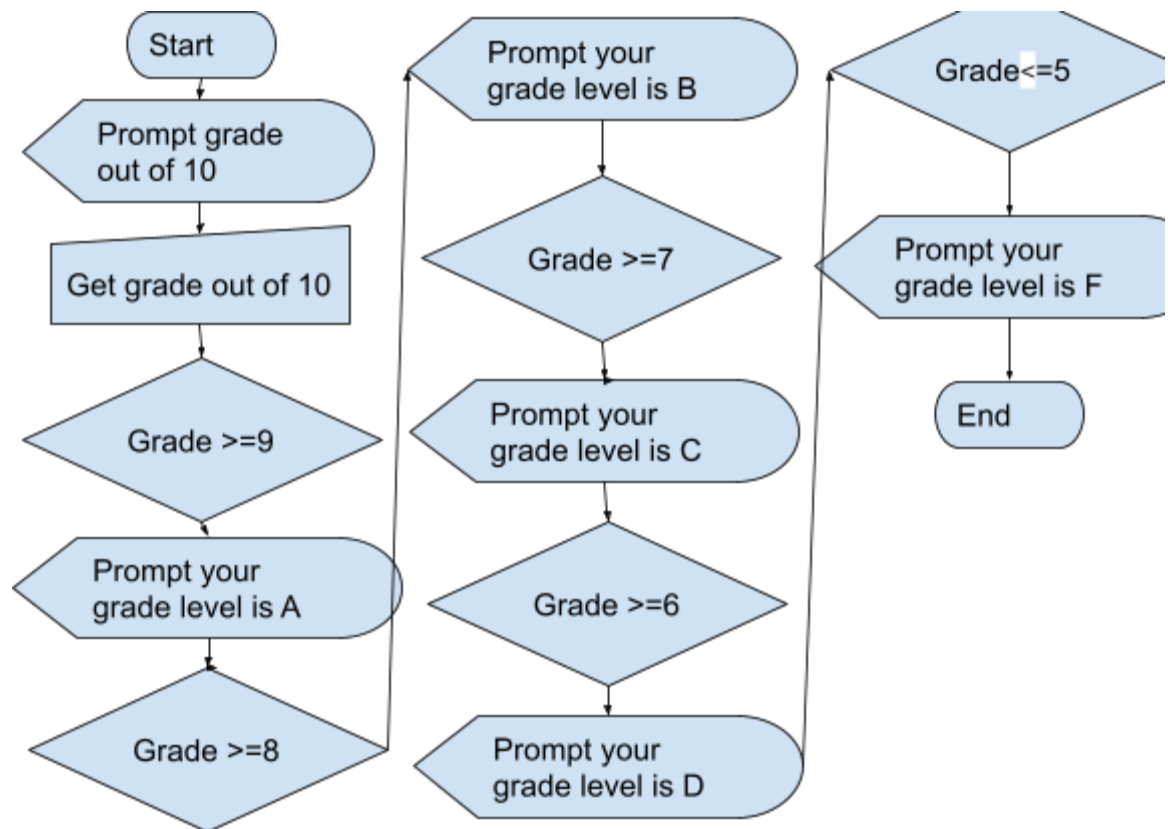 Start
Prompt grade
out of 10
Get grade out of 10
Grade >=9
Prompt your
grade level is A
Grade >=8
Prompt your
grade level is B
Grade >=7
Prompt your
grade level is C
Grade >=6
Prompt your
grade level is D
Grade<=5
Prompt your
grade level is F
End